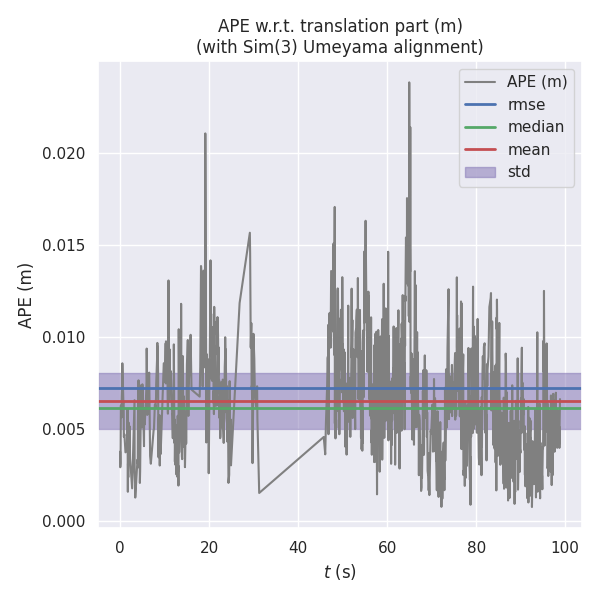 APE w.r.t. translation part (m)
(with Sim(3) Umeyama alignment)
APE (m)
rmse
median
mean
std
0.020
0.015
0.010
0.005
0.000
APE (m)
0 20 40 60 80 100
t (s)